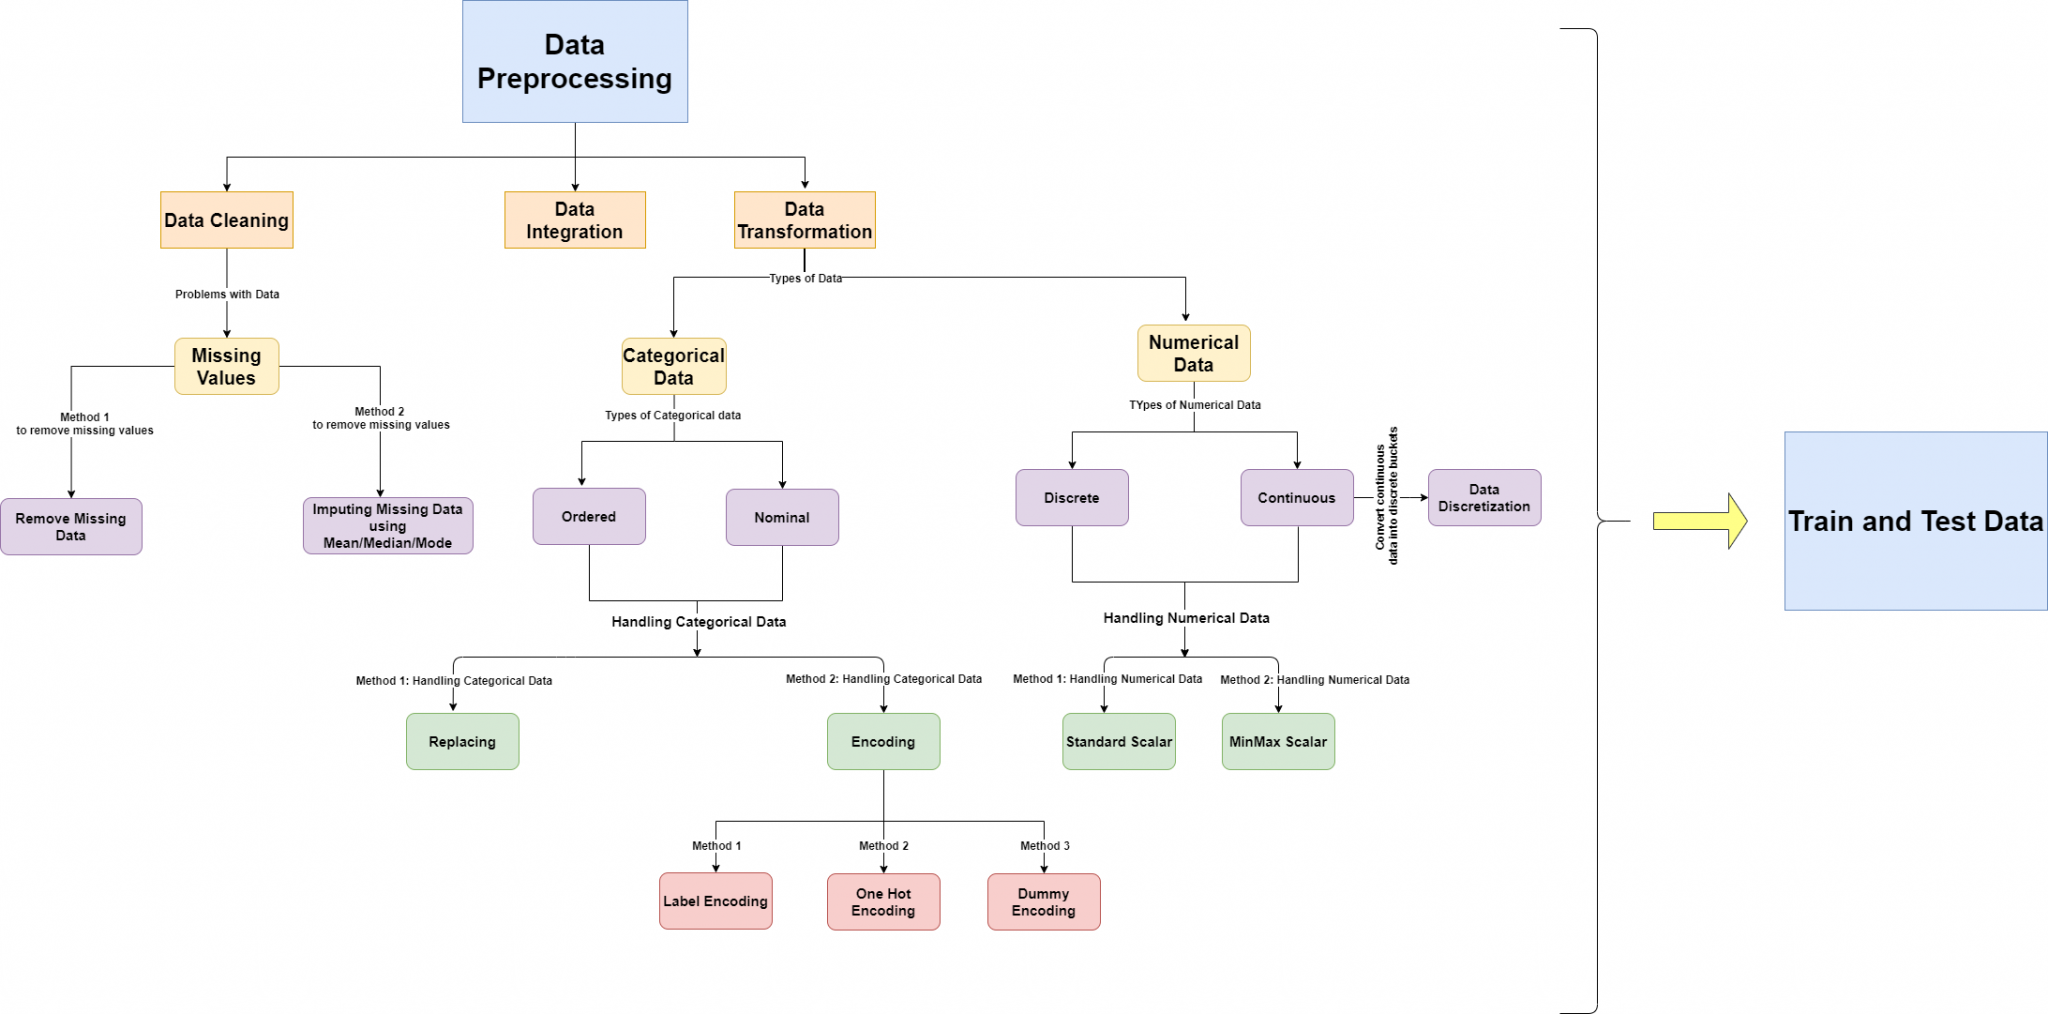 Data
Preprocessing
Data Cleaning
Data
Integration
Data
Transformation
Problems with Data
Types of Data
Missing
Values
Categorical
Data
Numerical
Data
Method 1
to remove missing values
Method 2
to remove missing values
Types of Categorical data
TYpes of Numerical Data
Remove Missing
Data
Imputing Missing Data
using
Mean/Median/Mode
Ordered
Nominal
Discrete
Continuous
Convert continuous
data into discrete buckets
Data
Discretization
Train and Test Data
Handling Categorical Data
Handling Numerical Data
Method 1: Handling Categorical Data
Method 2: Handling Categorical Data
Method 1: Handling Numerical Data
Method 2: Handling Numerical Data
Replacing
Encoding
Standard Scalar
MinMax Scalar
Method 1
Method 2
Method 3
Label Encoding
One Hot
Encoding
Dummy
Encoding